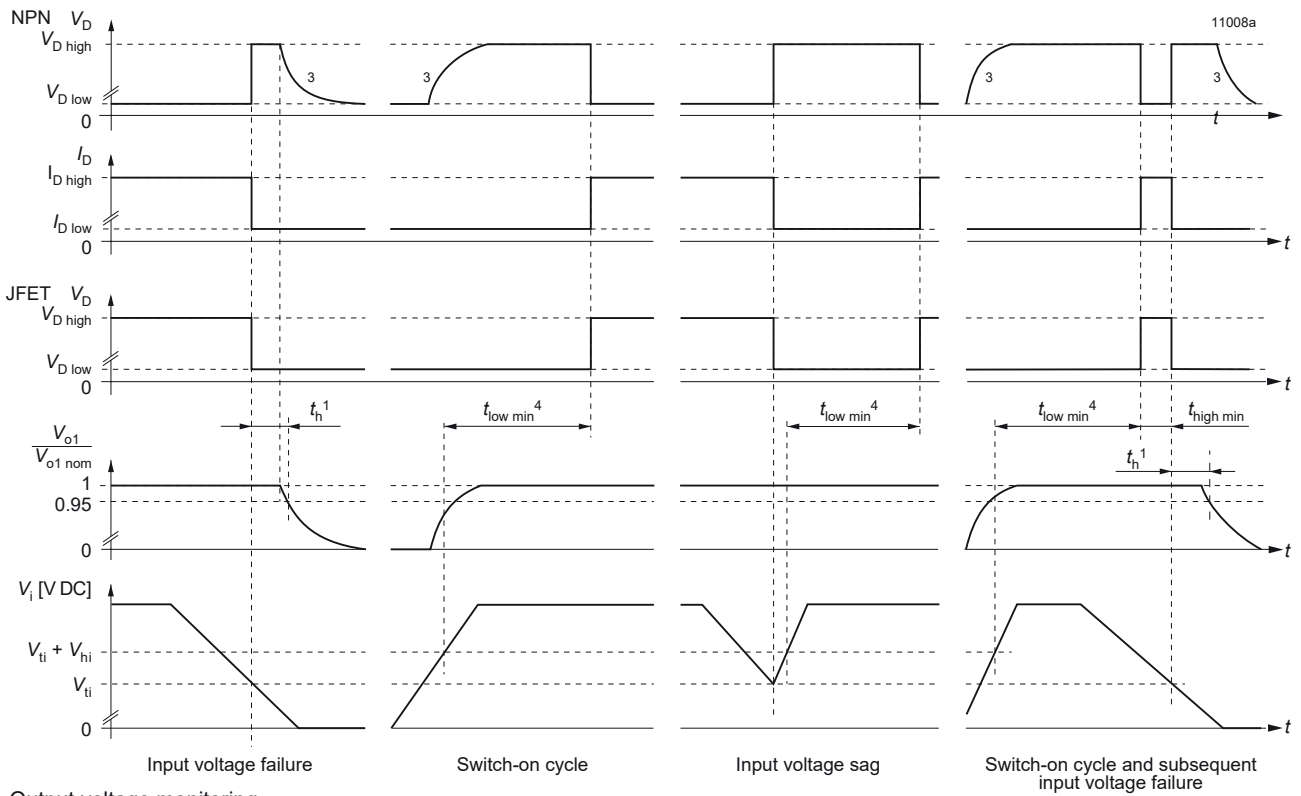 NPN V_D
11008a
V_D high
3 3 3 3
V_D low
0
t
I_D
I_D high
I_D low
0
t
JFET V_D
V_D high
V_D low
0
t
t_h^1 t_low min^4 t_low min^4 t_low min^4 t_high min
V_o1
V_o1 nom
t_h^1
1
0.95
0
t
V_i [V DC]
V_ti + V_hi
V_ti
0
t
Input voltage failure Switch-on cycle Input voltage sag Switch-on cycle and subsequent
input voltage failure